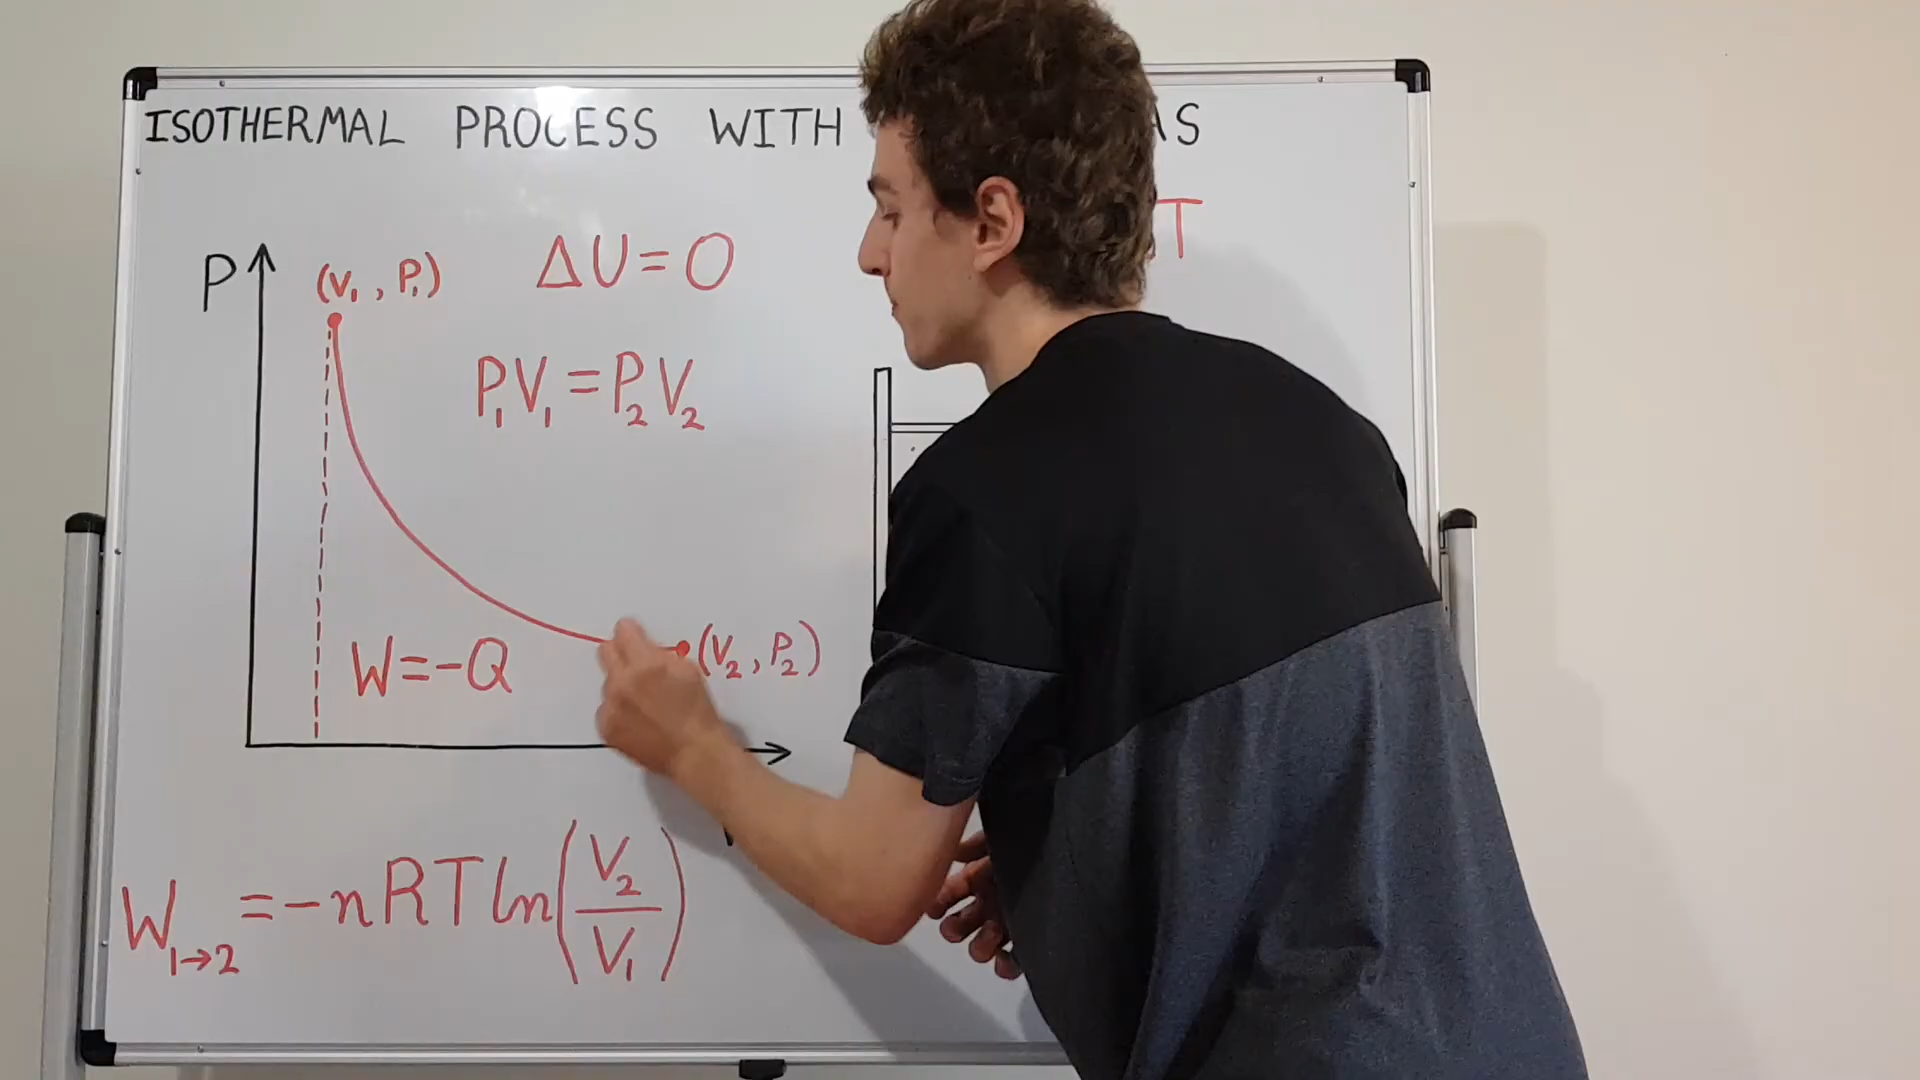 ISOTHERMAL PROCESS WITH AS
T
P
(V₁, P₁)
ΔU=0
P₁V₁=P₂V₂
W=-Q
(V₂, P₂)
W₁→₂=-nRT ln(V₂/V₁)